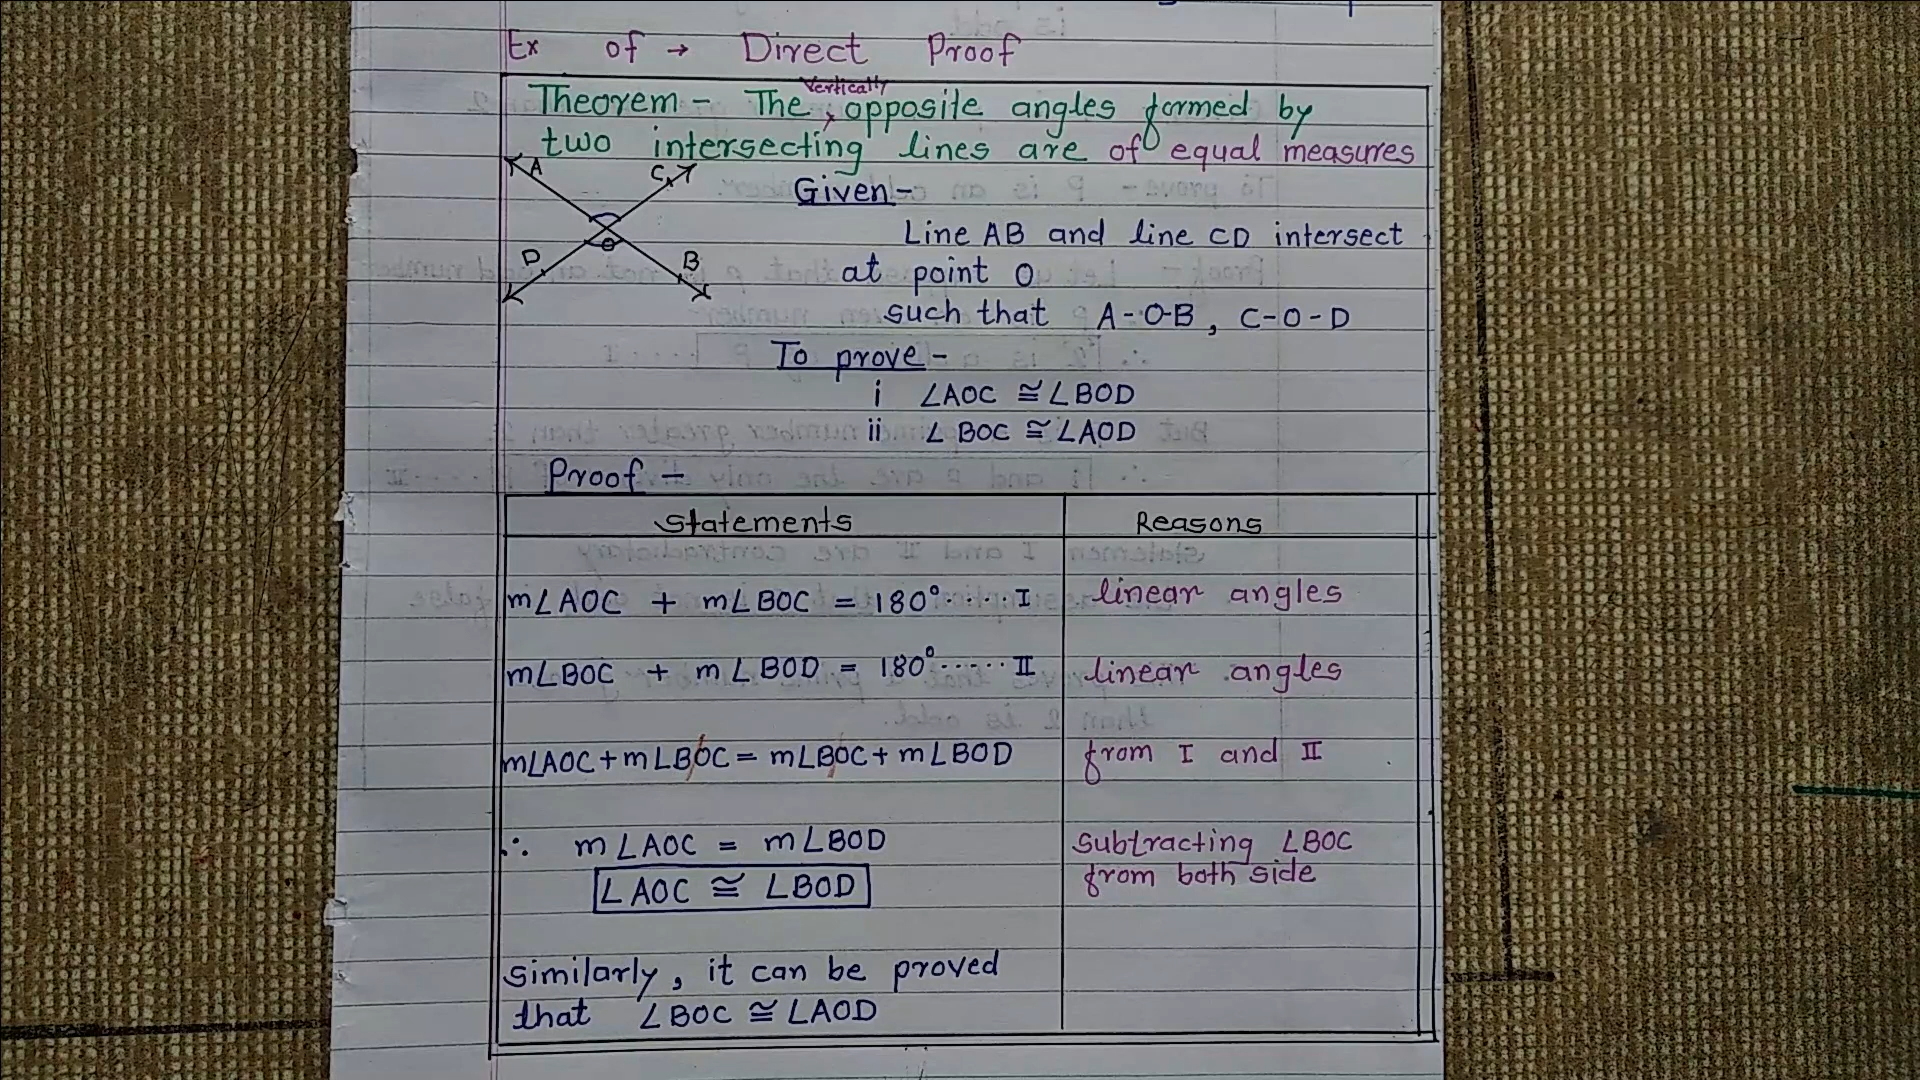 Ex of → Direct Proof
Theorem - The vertically opposite angles formed by
two intersecting lines are of equal measures
A C
D O B
Given -
Line AB and line CD intersect
at point O
such that A-O-B, C-O-D
To prove -
i ∠AOC ≅ ∠BOD
ii ∠BOC ≅ ∠AOD
Proof -
Statements Reasons
m∠AOC + m∠BOC = 180° ..... I linear angles
m∠BOC + m∠BOD = 180° ..... II linear angles
m∠AOC + m∠BOC = m∠BOC + m∠BOD from I and II
∴ m∠AOC = m∠BOD subtracting ∠BOC
∠AOC ≅ ∠BOD from both side
similarly, it can be proved
that ∠BOC ≅ ∠AOD